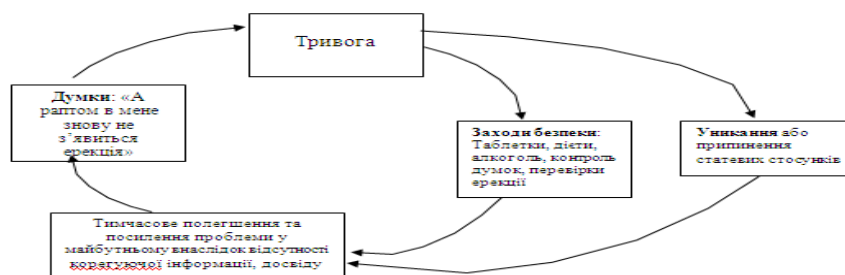 Тривога
Думки: «А
раптом в мене
знову не
з’явиться
ерекція»
Заходи безпеки:
Таблетки, дієти,
алкоголь, контроль
думок, перевірки
ерекції
Уникання або
припинення
статевих стосунків
Тимчасове полегшення та
посилення проблеми у
майбутньому внаслідок відсутності
корегуючої інформації, досвіду